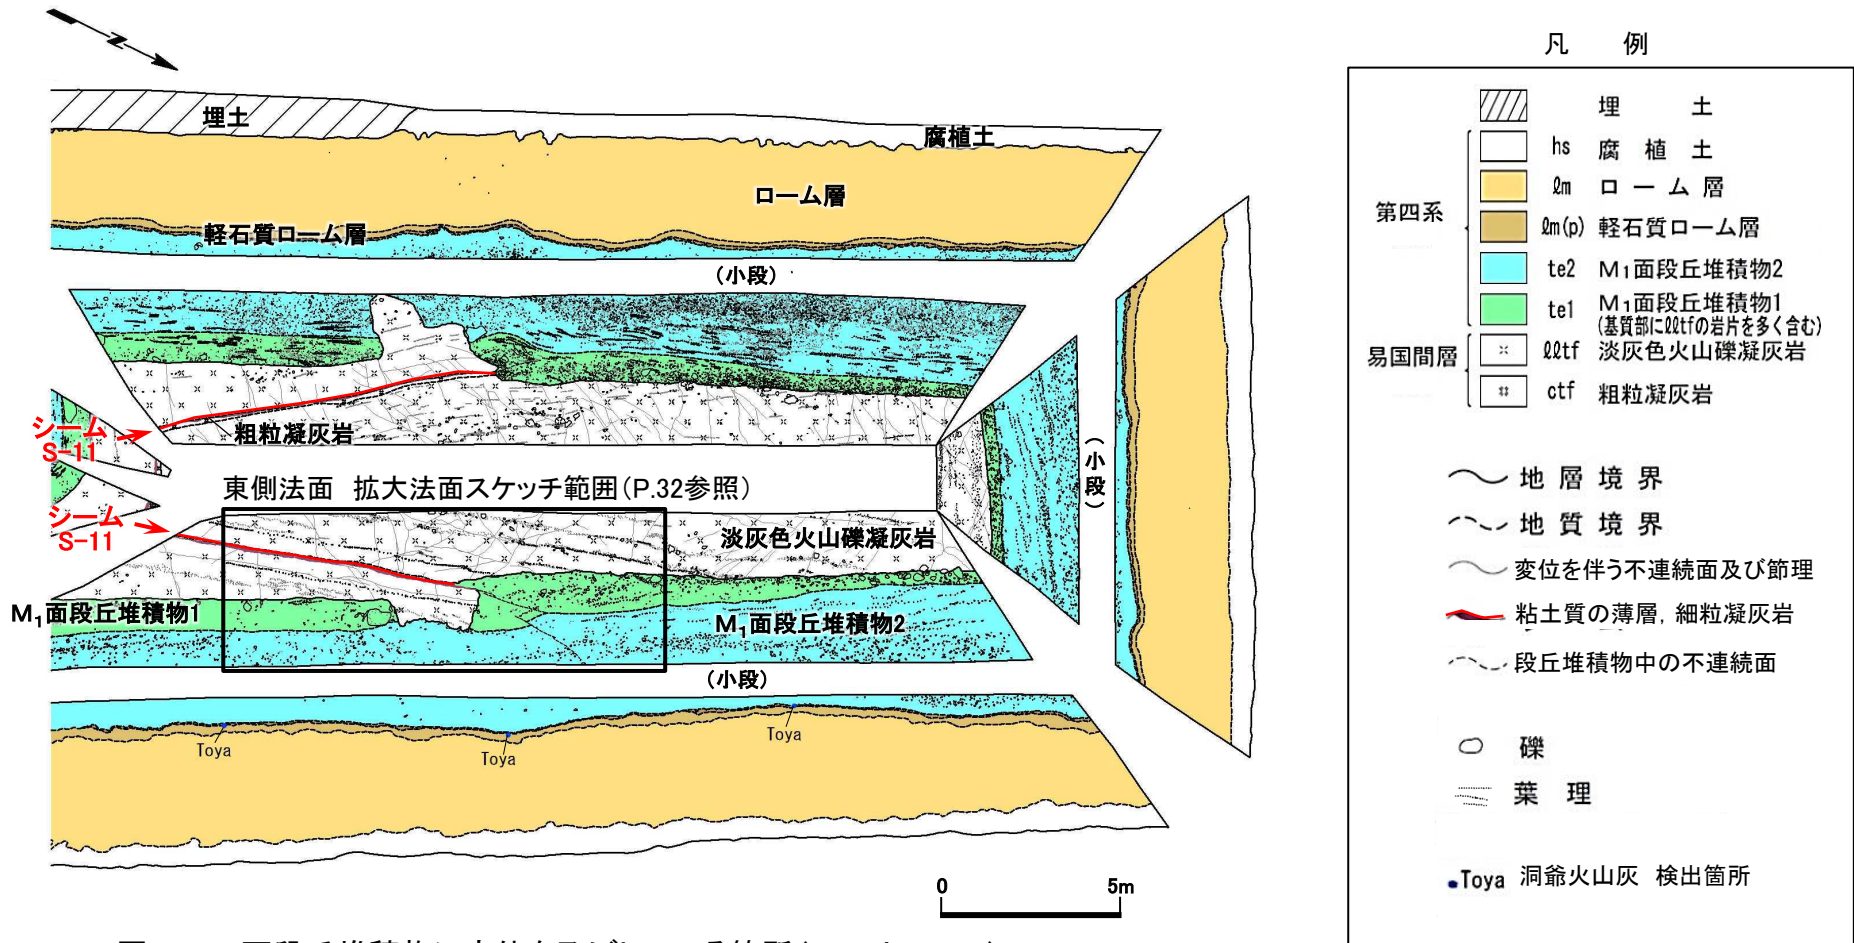 N
埋土
腐植土
ローム層
軽石質ローム層
(小段)
シーム
S-11
粗粒凝灰岩
(小段)
東側法面 拡大法面スケッチ範囲(P.32参照)
シーム
S-11
淡灰色火山礫凝灰岩
M1面段丘堆積物1
M1面段丘堆積物2
(小段)
Toya
Toya
Toya
0 5m
凡 例
埋 土
第四系
hs 腐 植 土
ℓm ロ ー ム 層
ℓm(p) 軽石質ローム層
te2 M1面段丘堆積物2
te1 M1面段丘堆積物1
(基質部にℓℓtfの岩片を多く含む)
易国間層
ℓℓtf 淡灰色火山礫凝灰岩
ctf 粗粒凝灰岩
地 層 境 界
地 質 境 界
変位を伴う不連続面及び節理
粘土質の薄層, 細粒凝灰岩
段丘堆積物中の不連続面
礫
葉 理
Toya 洞爺火山灰 検出箇所